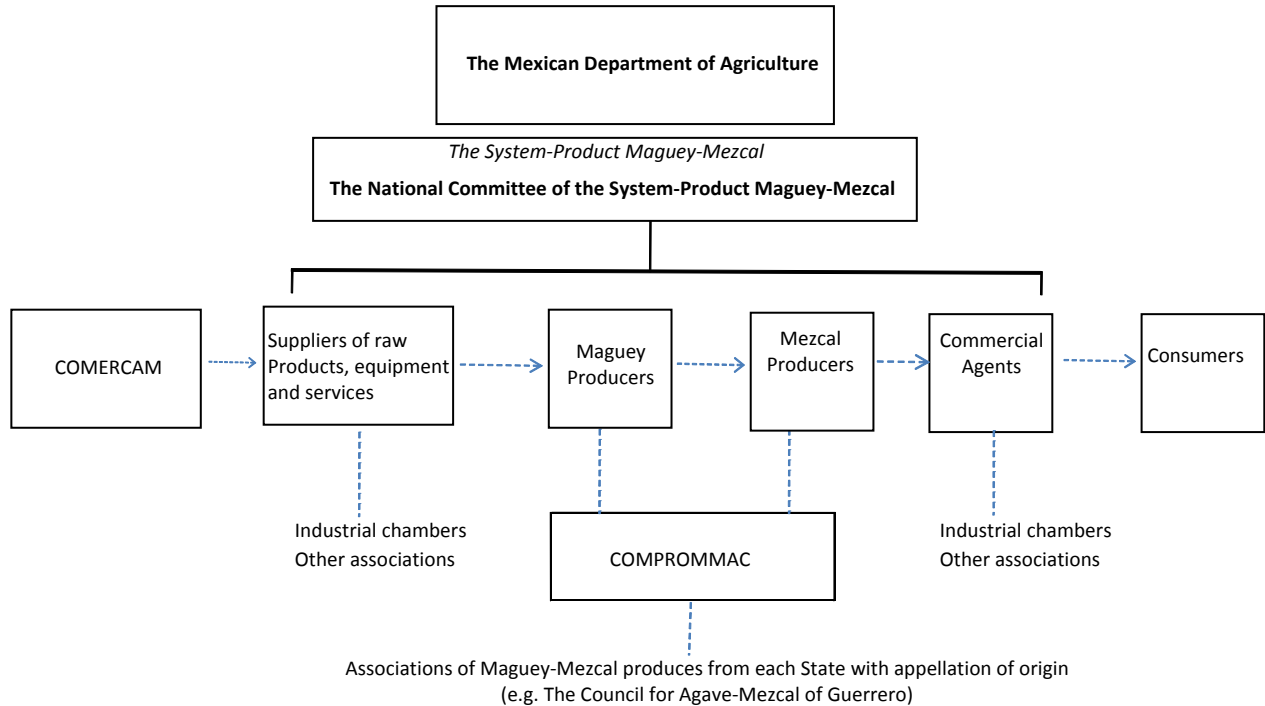 The Mexican Department of Agriculture
The System-Product Maguey-Mezcal
The National Committee of the System-Product Maguey-Mezcal
COMERCAM
Suppliers of raw
Products, equipment
and services
Maguey
Producers
Mezcal
Producers
Commercial
Agents
Consumers
Industrial chambers
Other associations
COMPROMMAC
Industrial chambers
Other associations
Associations of Maguey-Mezcal produces from each State with appellation of origin
(e.g. The Council for Agave-Mezcal of Guerrero)